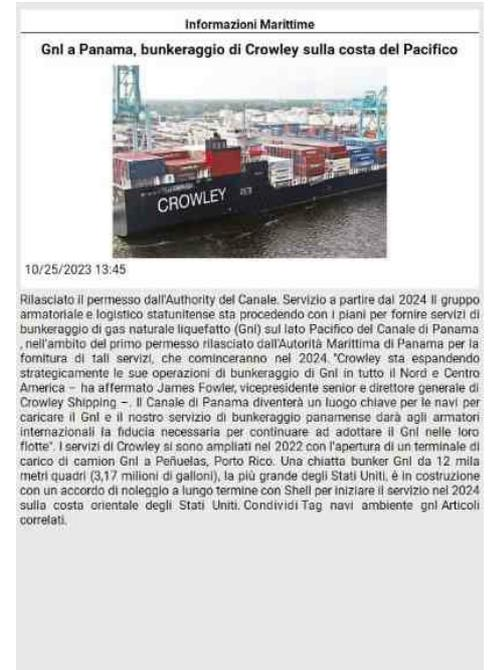 Informazioni Marittime
Gnl a Panama, bunkeraggio di Crowley sulla costa del Pacifico
CROWLEY
10/25/2023 13:45
Rilasciato il permesso dall'Authority del Canale. Servizio a partire dal 2024 Il gruppo
armatoriale e logistico statunitense sta procedendo con i piani per fornire servizi di
bunkeraggio di gas naturale liquefatto (Gnl) sul lato Pacifico del Canale di Panama
, nell'ambito del primo permesso rilasciato dall'Autorità Marittima di Panama per la
fornitura di tali servizi, che cominceranno nel 2024. "Crowley sta espandendo
strategicamente le sue operazioni di bunkeraggio di Gnl in tutto il Nord e Centro
America – ha affermato James Fowler, vicepresidente senior e direttore generale di
Crowley Shipping –. Il Canale di Panama diventerà un luogo chiave per le navi per
caricare il Gnl e il nostro servizio di bunkeraggio panamense darà agli armatori
internazionali la fiducia necessaria per continuare ad adottare il Gnl nelle loro
flotte". I servizi di Crowley si sono ampliati nel 2022 con l'apertura di un terminale di
carico di camion Gnl a Peñuelas, Porto Rico. Una chiatta bunker Gnl da 12 mila
metri quadri (3,17 milioni di galloni), la più grande degli Stati Uniti, è in costruzione
con un accordo di noleggio a lungo termine con Shell per iniziare il servizio nel 2024
sulla costa orientale degli Stati Uniti. Condividi Tag navi ambiente gnl Articoli
correlati.